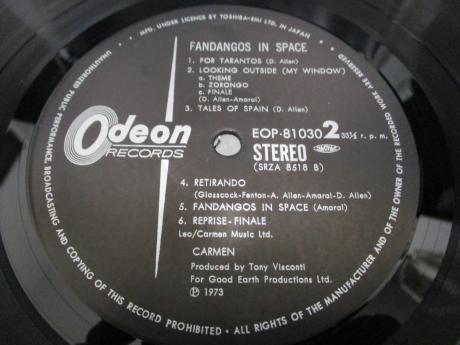 MFG. UNDER LICENCE BY TOSHIBA-EMI LTD. IN JAPAN
FANDANGOS IN SPACE
1. POR TARANTOS (D. Allen)
2. LOOKING OUTSIDE (MY WINDOW)
a. THEME
b. ZORONGO
c. FINALE
(D. Allen-Amaral)
3. TALES OF SPAIN (D. Allen)
Odeon
RECORDS
EOP-81030 2 33⅓ r. p. m.
STEREO
(SRZA 8518 B)
4. RETIRANDO
(Glasscock-Fenton-A. Allen-Amaral-D. Allen)
5. FANDANGOS IN SPACE (Amaral)
6. REPRISE-FINALE
Leo/Carmen Music Ltd.
CARMEN
Produced by Tony Visconti
For Good Earth Productions Ltd.
Ⓟ 1973
UNAUTHORIZED PUBLIC PERFORMANCE, BROADCASTING AND COPYING OF THIS RECORD PROHIBITED • ALL RIGHTS OF THE MANUFACTURER AND OF THE OWNER OF THE RECORDED WORK ARE RESERVED